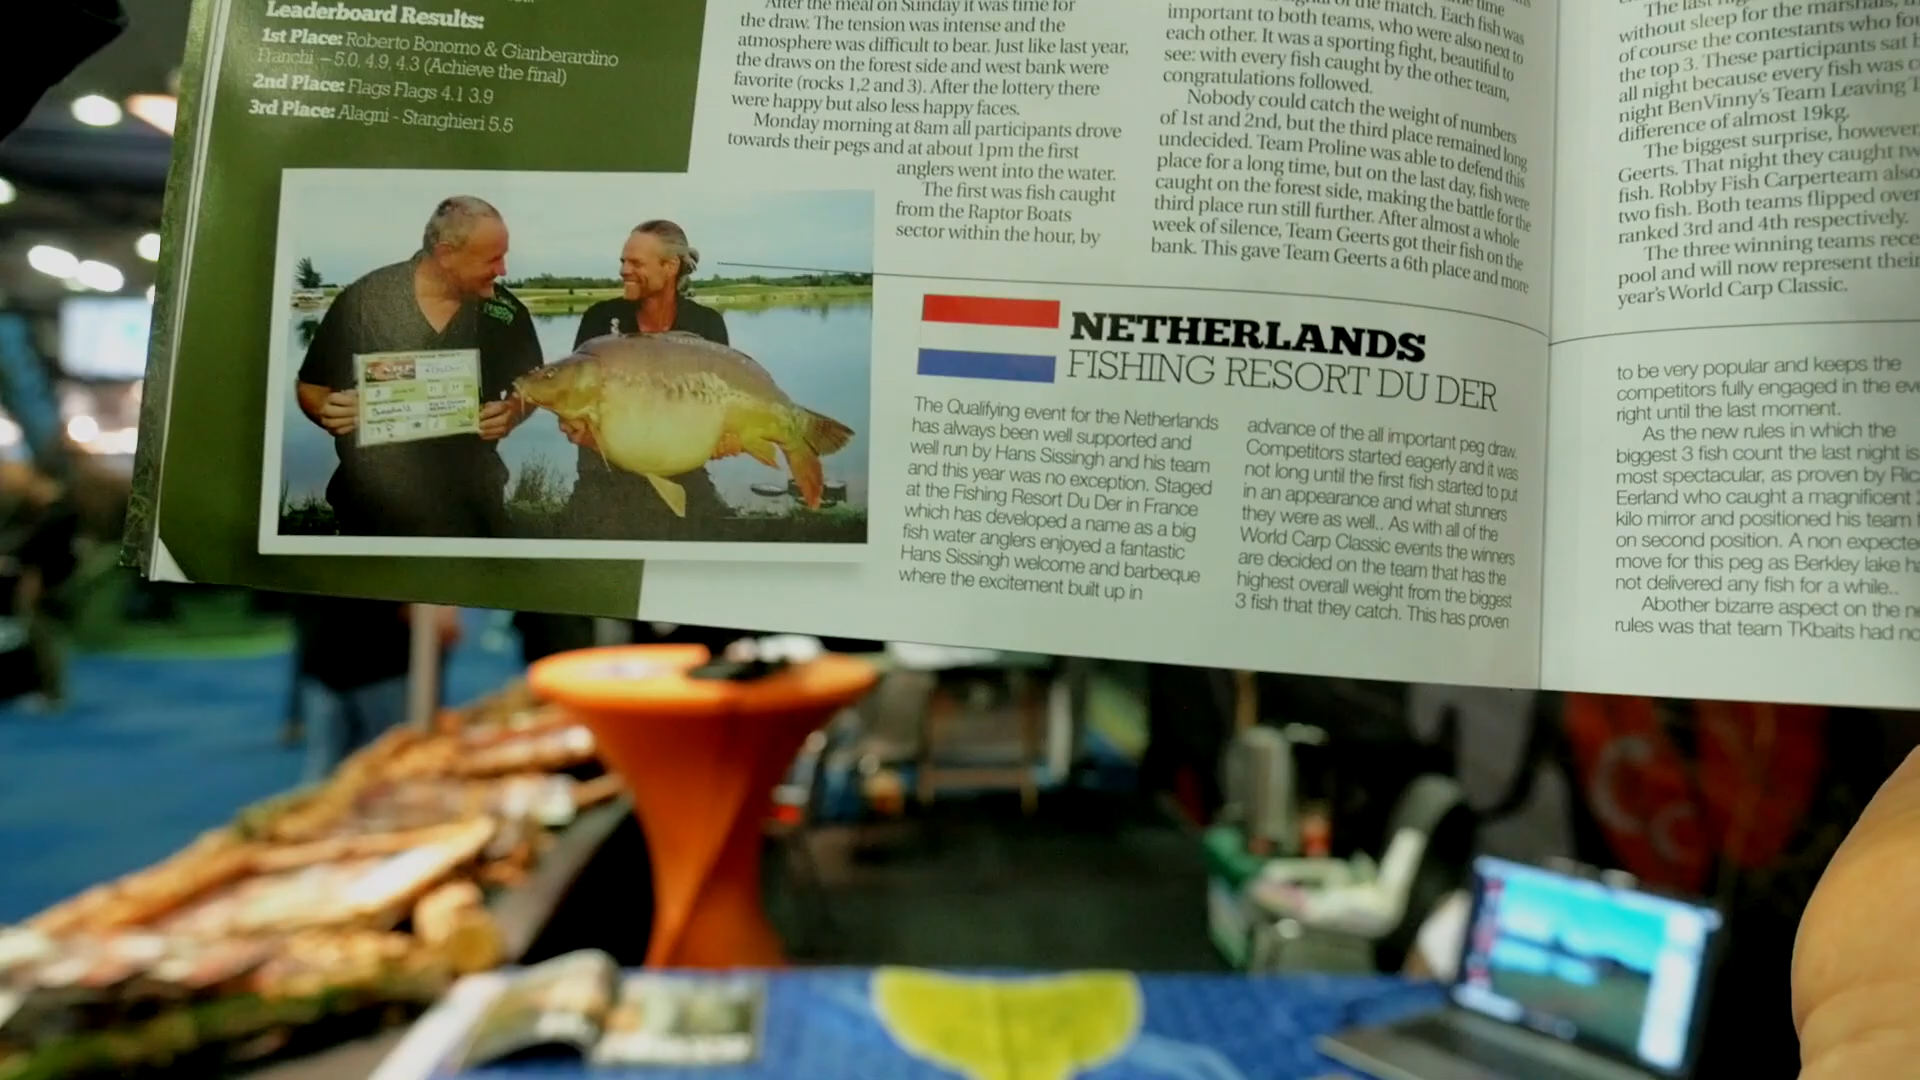 Leaderboard Results:
1st Place: Roberto Bonomo & Gianberardino
Franchi – 5.0, 4.9, 4.3 (Achieve the final)
2nd Place: Flags Flags 4.1 3.9
3rd Place: Alagni - Stanghieri 5.5
After the meal on Sunday it was time for
the draw. The tension was intense and the
atmosphere was difficult to bear. Just like last year,
the draws on the forest side and west bank were
favorite (rocks 1,2 and 3). After the lottery there
were happy but also less happy faces.
Monday morning at 8am all participants drove
towards their pegs and at about 1pm the first
anglers went into the water.
The first was fish caught
from the Raptor Boats
sector within the hour, by
of the match. Each fish was
important to both teams, who were also next to
each other. It was a sporting fight, beautiful to
see: with every fish caught by the other team,
congratulations followed.
Nobody could catch the weight of numbers
of 1st and 2nd, but the third place remained long
undecided. Team Proline was able to defend this
place for a long time, but on the last day, fish were
caught on the forest side, making the battle for the
third place run still further. After almost a whole
week of silence, Team Geerts got their fish on the
bank. This gave Team Geerts a 6th place and more
The last
without sleep for the marshals,
of course the contestants who
the top 3. These participants sat
all night because every fish was
night BenVinny's Team Leaving
difference of almost 19kg.
The biggest surprise, however
Geerts. That night they caught
fish. Robby Fish Carperteam also
two fish. Both teams flipped over
ranked 3rd and 4th respectively.
The three winning teams
pool and will now represent their
year's World Carp Classic.
NETHERLANDS
FISHING RESORT DU DER
The Qualifying event for the Netherlands
has always been well supported and
well run by Hans Sissingh and his team
and this year was no exception. Staged
at the Fishing Resort Du Der in France
which has developed a name as a big
fish water anglers enjoyed a fantastic
Hans Sissingh welcome and barbeque
where the excitement built up in
advance of the all important peg draw.
Competitors started eagerly and it was
not long until the first fish started to put
in an appearance and what stunners
they were as well.. As with all of the
World Carp Classic events the winners
are decided on the team that has the
highest overall weight from the biggest
3 fish that they catch. This has proven
to be very popular and keeps the
competitors fully engaged in the
right until the last moment.
As the new rules in which the
biggest 3 fish count the last night is
most spectacular, as proven by
Eerland who caught a magnificent
kilo mirror and positioned his team
on second position. A non expected
move for this peg as Berkley lake
not delivered any fish for a while..
Abother bizarre aspect on the
rules was that team TKbaits had